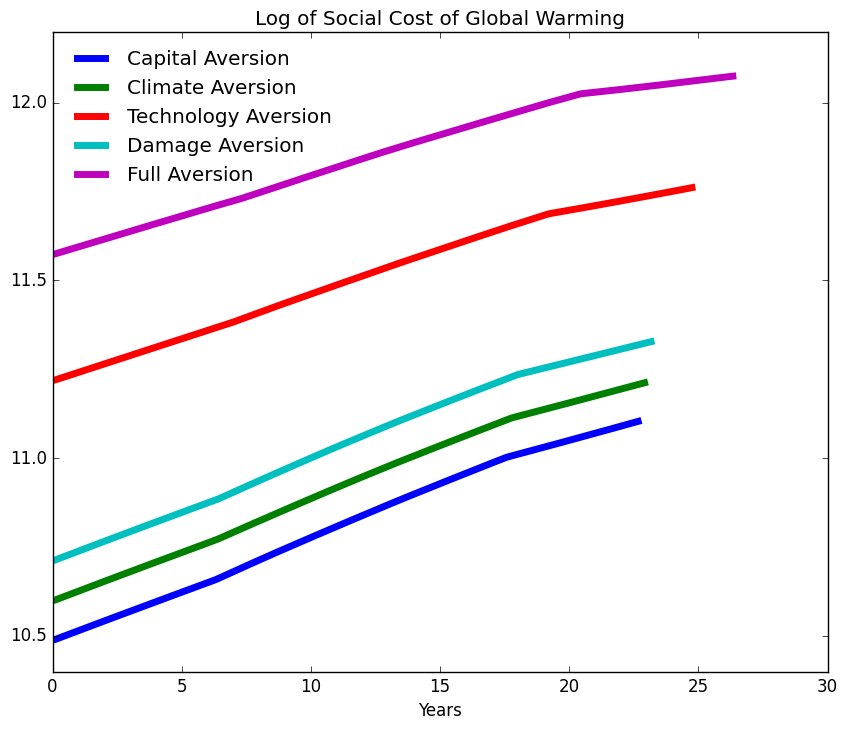 Log of Social Cost of Global Warming
Capital Aversion
Climate Aversion
Technology Aversion
Damage Aversion
Full Aversion
12.0
11.5
11.0
10.5
0 5 10 15 20 25 30
Years